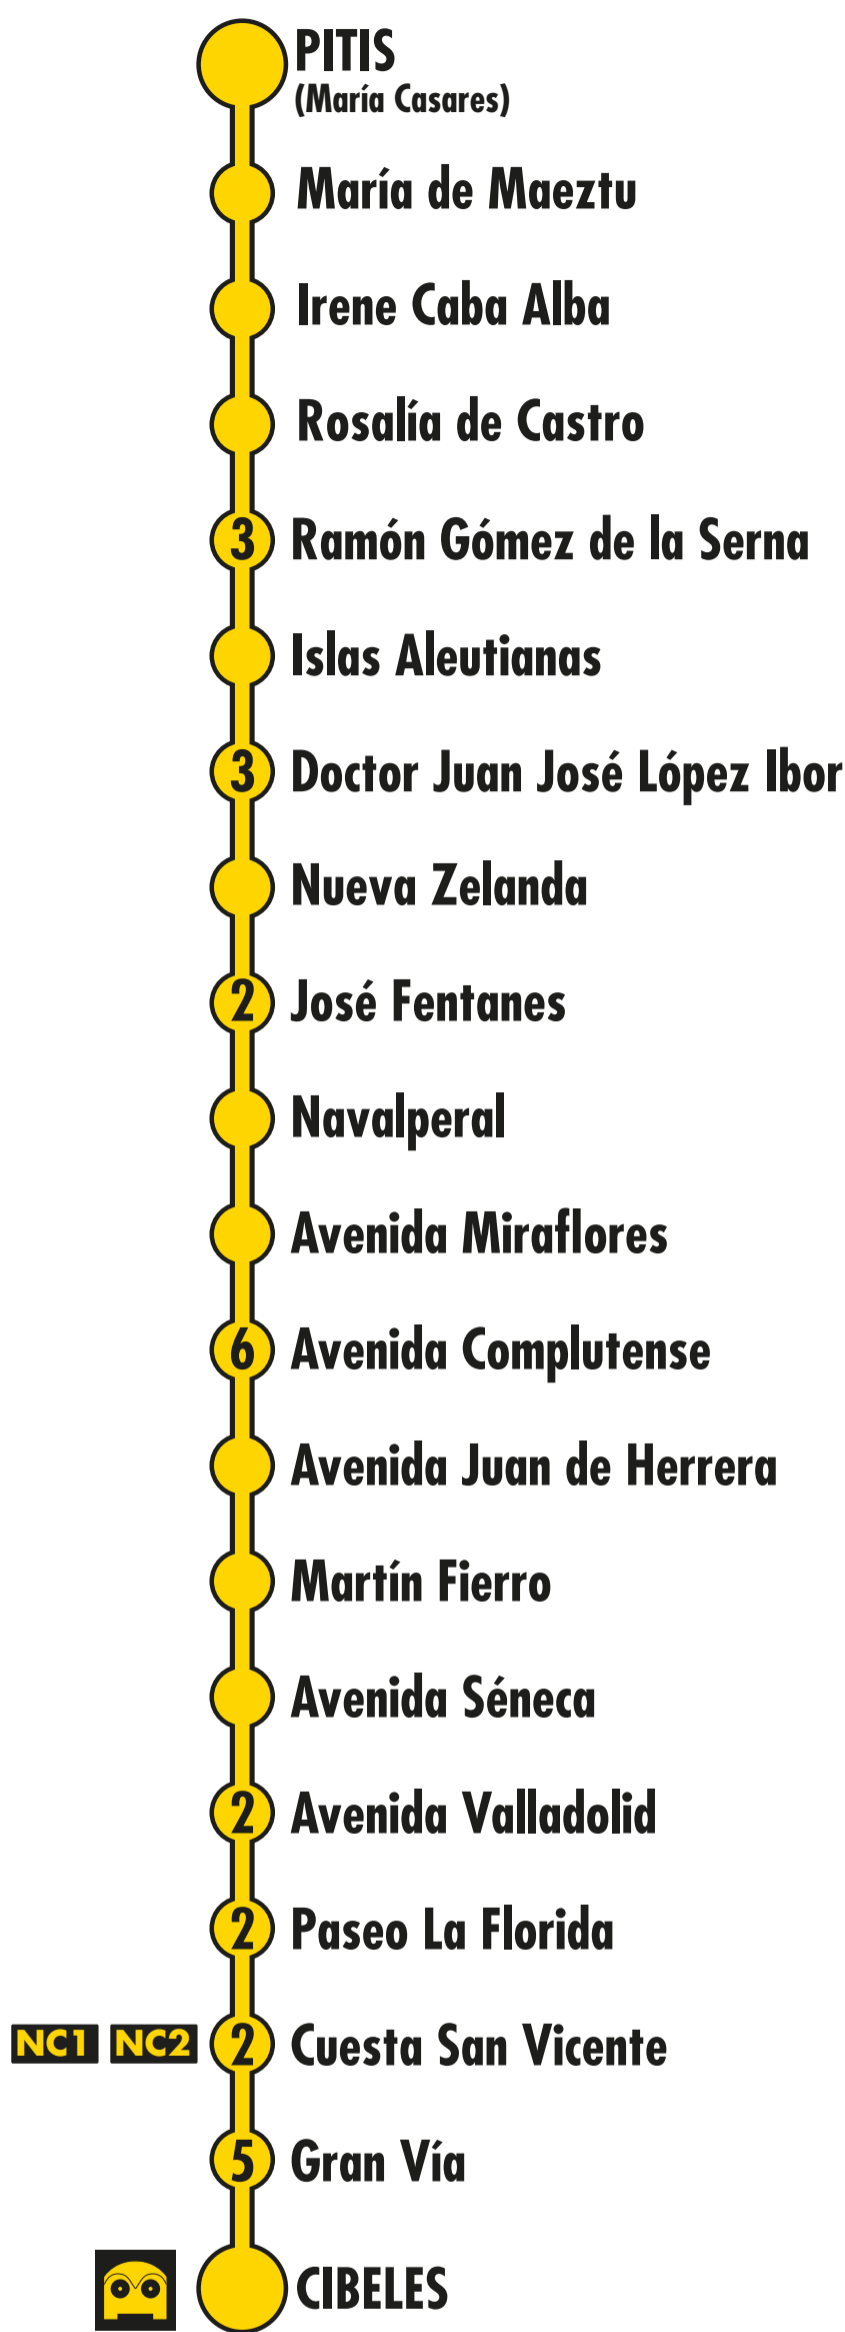 PITIS
(María Casares)
María de Maeztu
Irene Caba Alba
Rosalía de Castro
3 Ramón Gómez de la Serna
Islas Aleutianas
3 Doctor Juan José López Ibor
Nueva Zelanda
2 José Fentanes
Navalperal
Avenida Miraflores
6 Avenida Complutense
Avenida Juan de Herrera
Martín Fierro
Avenida Séneca
2 Avenida Valladolid
2 Paseo La Florida
NC1 NC2 2 Cuesta San Vicente
5 Gran Vía
CIBELES